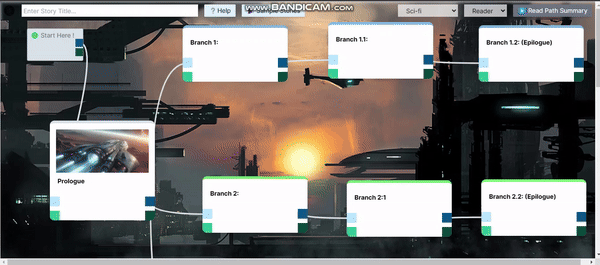 Enter Story Title...
? Help
www.BANDICAM.com
Sci-fi
Reader
Read Path Summary
Start Here !
Branch 1:
Branch 1.1:
Branch 1.2: (Epilogue)
Prologue
Branch 2:
Branch 2:1
Branch 2.2: (Epilogue)